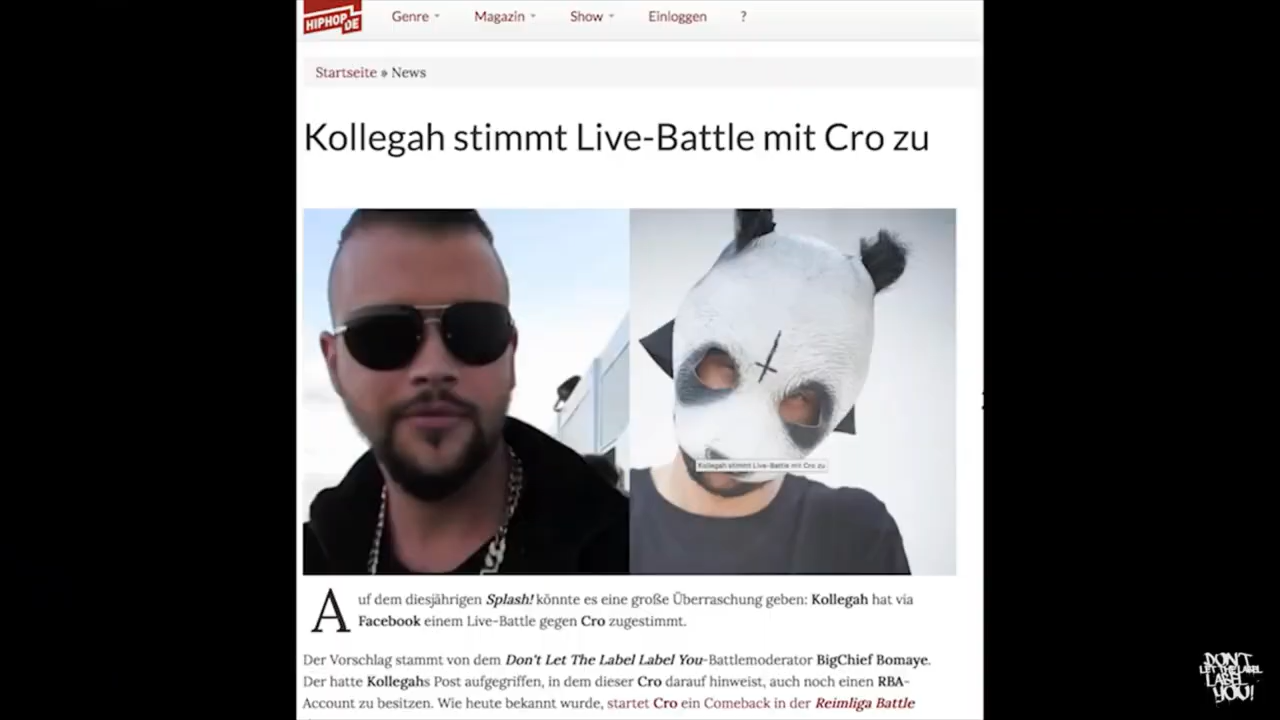 HIPHOP.DE
Genre Magazin Show Einloggen ?
Startseite » News
Kollegah stimmt Live-Battle mit Cro zu
Kollegah stimmt Live-Battle mit Cro zu
Auf dem diesjährigen Splash! könnte es eine große Überraschung geben: Kollegah hat via
Facebook einem Live-Battle gegen Cro zugestimmt.
Der Vorschlag stammt von dem Don't Let The Label Label You-Battlemoderator BigChief Bomaye.
Der hatte Kollegahs Post aufgegriffen, in dem dieser Cro darauf hinweist, auch noch einen RBA-
Account zu besitzen. Wie heute bekannt wurde, startet Cro ein Comeback in der Reimliga Battle
DON'T
LET THE LABEL
LABEL
YOU!